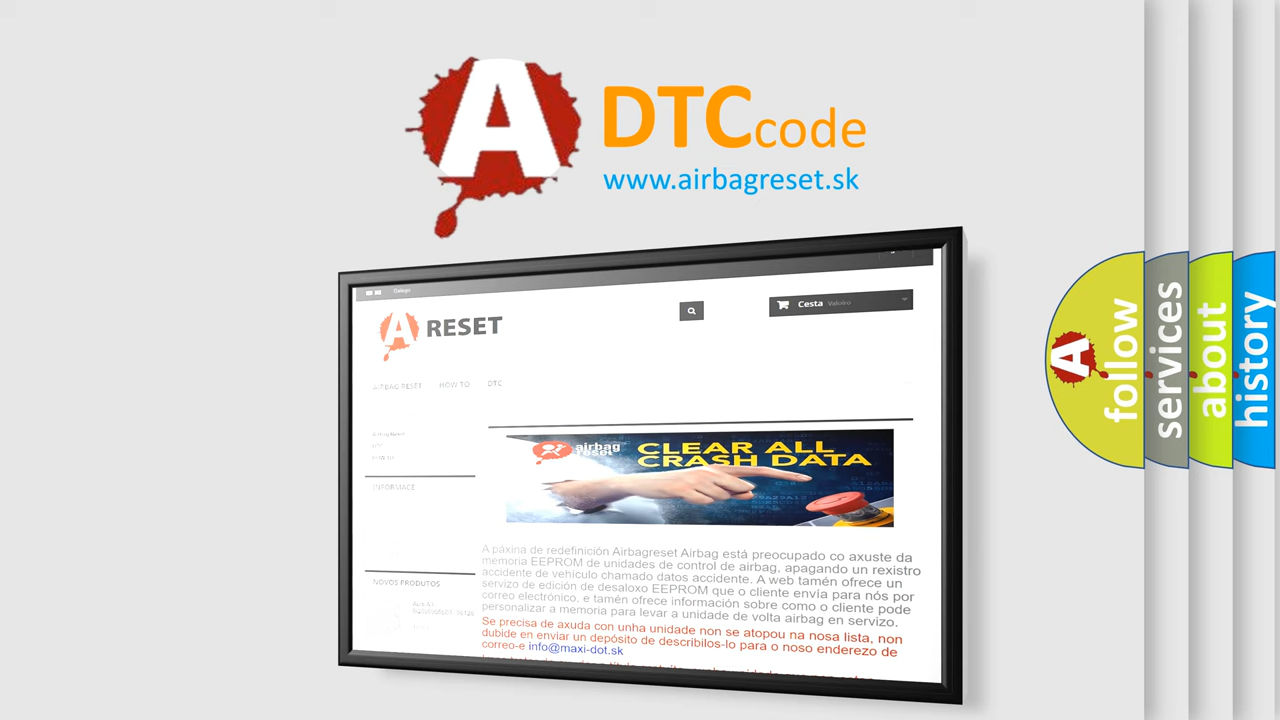 A DTCcode
www.airbagreset.sk
Galego
A RESET
Cesta Valeiro
AIRBAG RESET HOW TO DTC
INFORMACE
NOVOS PRODUTOS
airbag
reset
CLEAR ALL
CRASH DATA
A páxina de redefinición Airbagreset Airbag está preocupado co axuste da
memoria EEPROM de unidades de control de airbag, apagando un rexistro
accidente de vehículo chamado datos accidente. A web tamén ofrece un
servizo de edición de desaloxo EEPROM que o cliente envía para nós por
correo electrónico, e tamén ofrece información sobre como o cliente pode
personalizar a memoria para levar a unidade de volta airbag en servizo.
Se precisa de axuda con unha unidade non se atopou na nosa lista, non
dubide en enviar un depósito de describilos-lo para o noso enderezo de
correo-e info@maxi-dot.sk
A follow
services
about
history